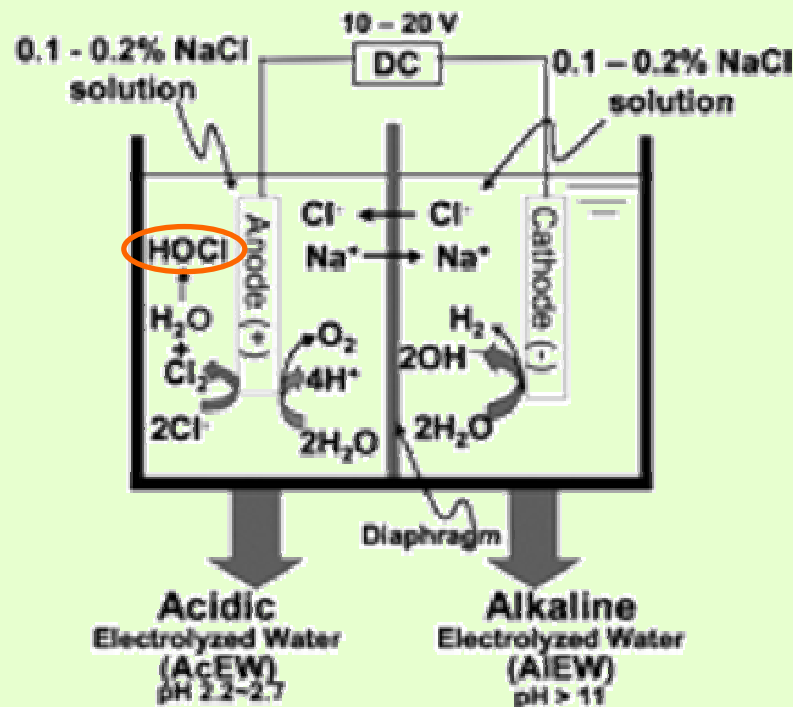 10 – 20 V
DC
0.1 - 0.2% NaCl
solution
0.1 – 0.2% NaCl
solution
Cl⁻ Cl⁻
Na⁺ Na⁺
Anode (+)
Cathode (-)
HOCl
H₂O
+
Cl₂
2Cl⁻
O₂
4H⁺
2H₂O
H₂
2OH⁻
2H₂O
Diaphragm
Acidic
Electrolyzed Water
(AcEW)
pH 2.2~2.7
Alkaline
Electrolyzed Water
(AlEW)
pH > 11